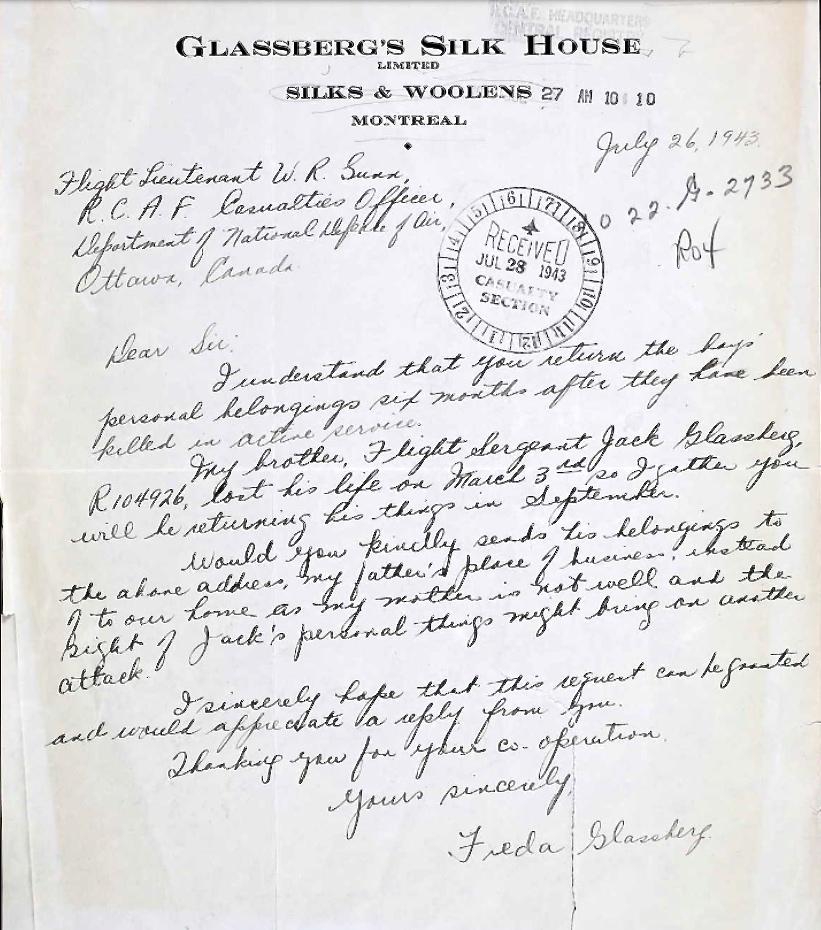 R.C.A.F. HEADQUARTERS
CENTRAL REGISTRY
GLASSBERG'S SILK HOUSE
LIMITED
SILKS & WOOLENS
27 AM 10 10
MONTREAL
July 26, 1943.
Flight Lieutenant W. R. Gunn,
R.C.A.F. Casualties Officer,
Department of National Defense of Air,
Ottawa, Canada.
22-G-2733
R04
RECEIVED
JUL 28 1943
CASUALTY
SECTION
Dear Sir:
I understand that you return the boys'
personal belongings six months after they have been
killed in active service.
My brother, Flight Sergeant Jack Glassberg,
R104926, lost his life on March 3rd so I gather you
will be returning his things in September.
Would you kindly sends his belongings to
the above address, my father's place of business, instead
of to our home as my mother is not well and the
sight of Jack's personal things might bring on another
attack.
I sincerely hope that this request can be granted
and would appreciate a reply from you.
Thanking you for your co-operation.
Yours sincerely,
Freda Glassberg.